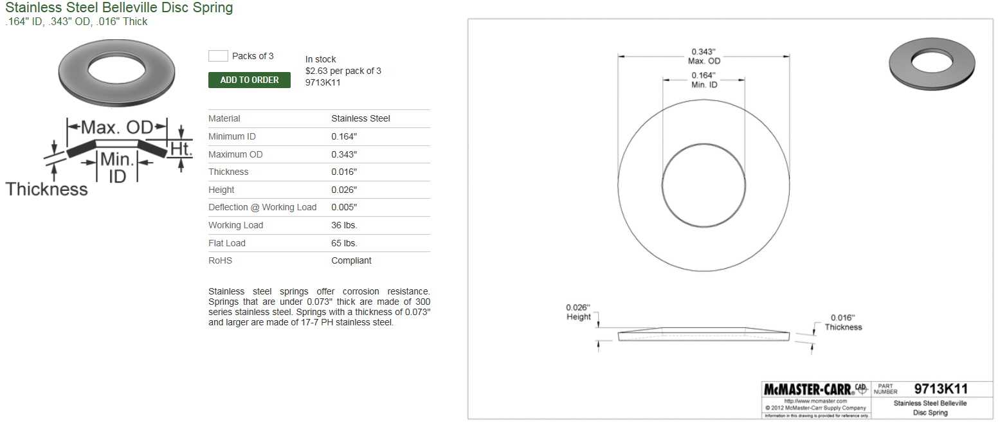 Stainless Steel Belleville Disc Spring
.164" ID, .343" OD, .016" Thick
Packs of 3
ADD TO ORDER
In stock
$2.63 per pack of 3
9713K11
Max. OD
Ht.
Min.
ID
Thickness
Material Stainless Steel
Minimum ID 0.164"
Maximum OD 0.343"
Thickness 0.016"
Height 0.026"
Deflection @ Working Load 0.005"
Working Load 36 lbs.
Flat Load 65 lbs.
RoHS Compliant
Stainless steel springs offer corrosion resistance.
Springs that are under 0.073" thick are made of 300
series stainless steel. Springs with a thickness of 0.073"
and larger are made of 17-7 PH stainless steel.
0.343"
Max. OD
0.164"
Min. ID
0.026"
Height
0.016"
Thickness
McMASTER-CARR® CAD
http://www.mcmaster.com
© 2012 McMaster-Carr Supply Company
Information in this drawing is provided for reference only.
PART
NUMBER
9713K11
Stainless Steel Belleville
Disc Spring